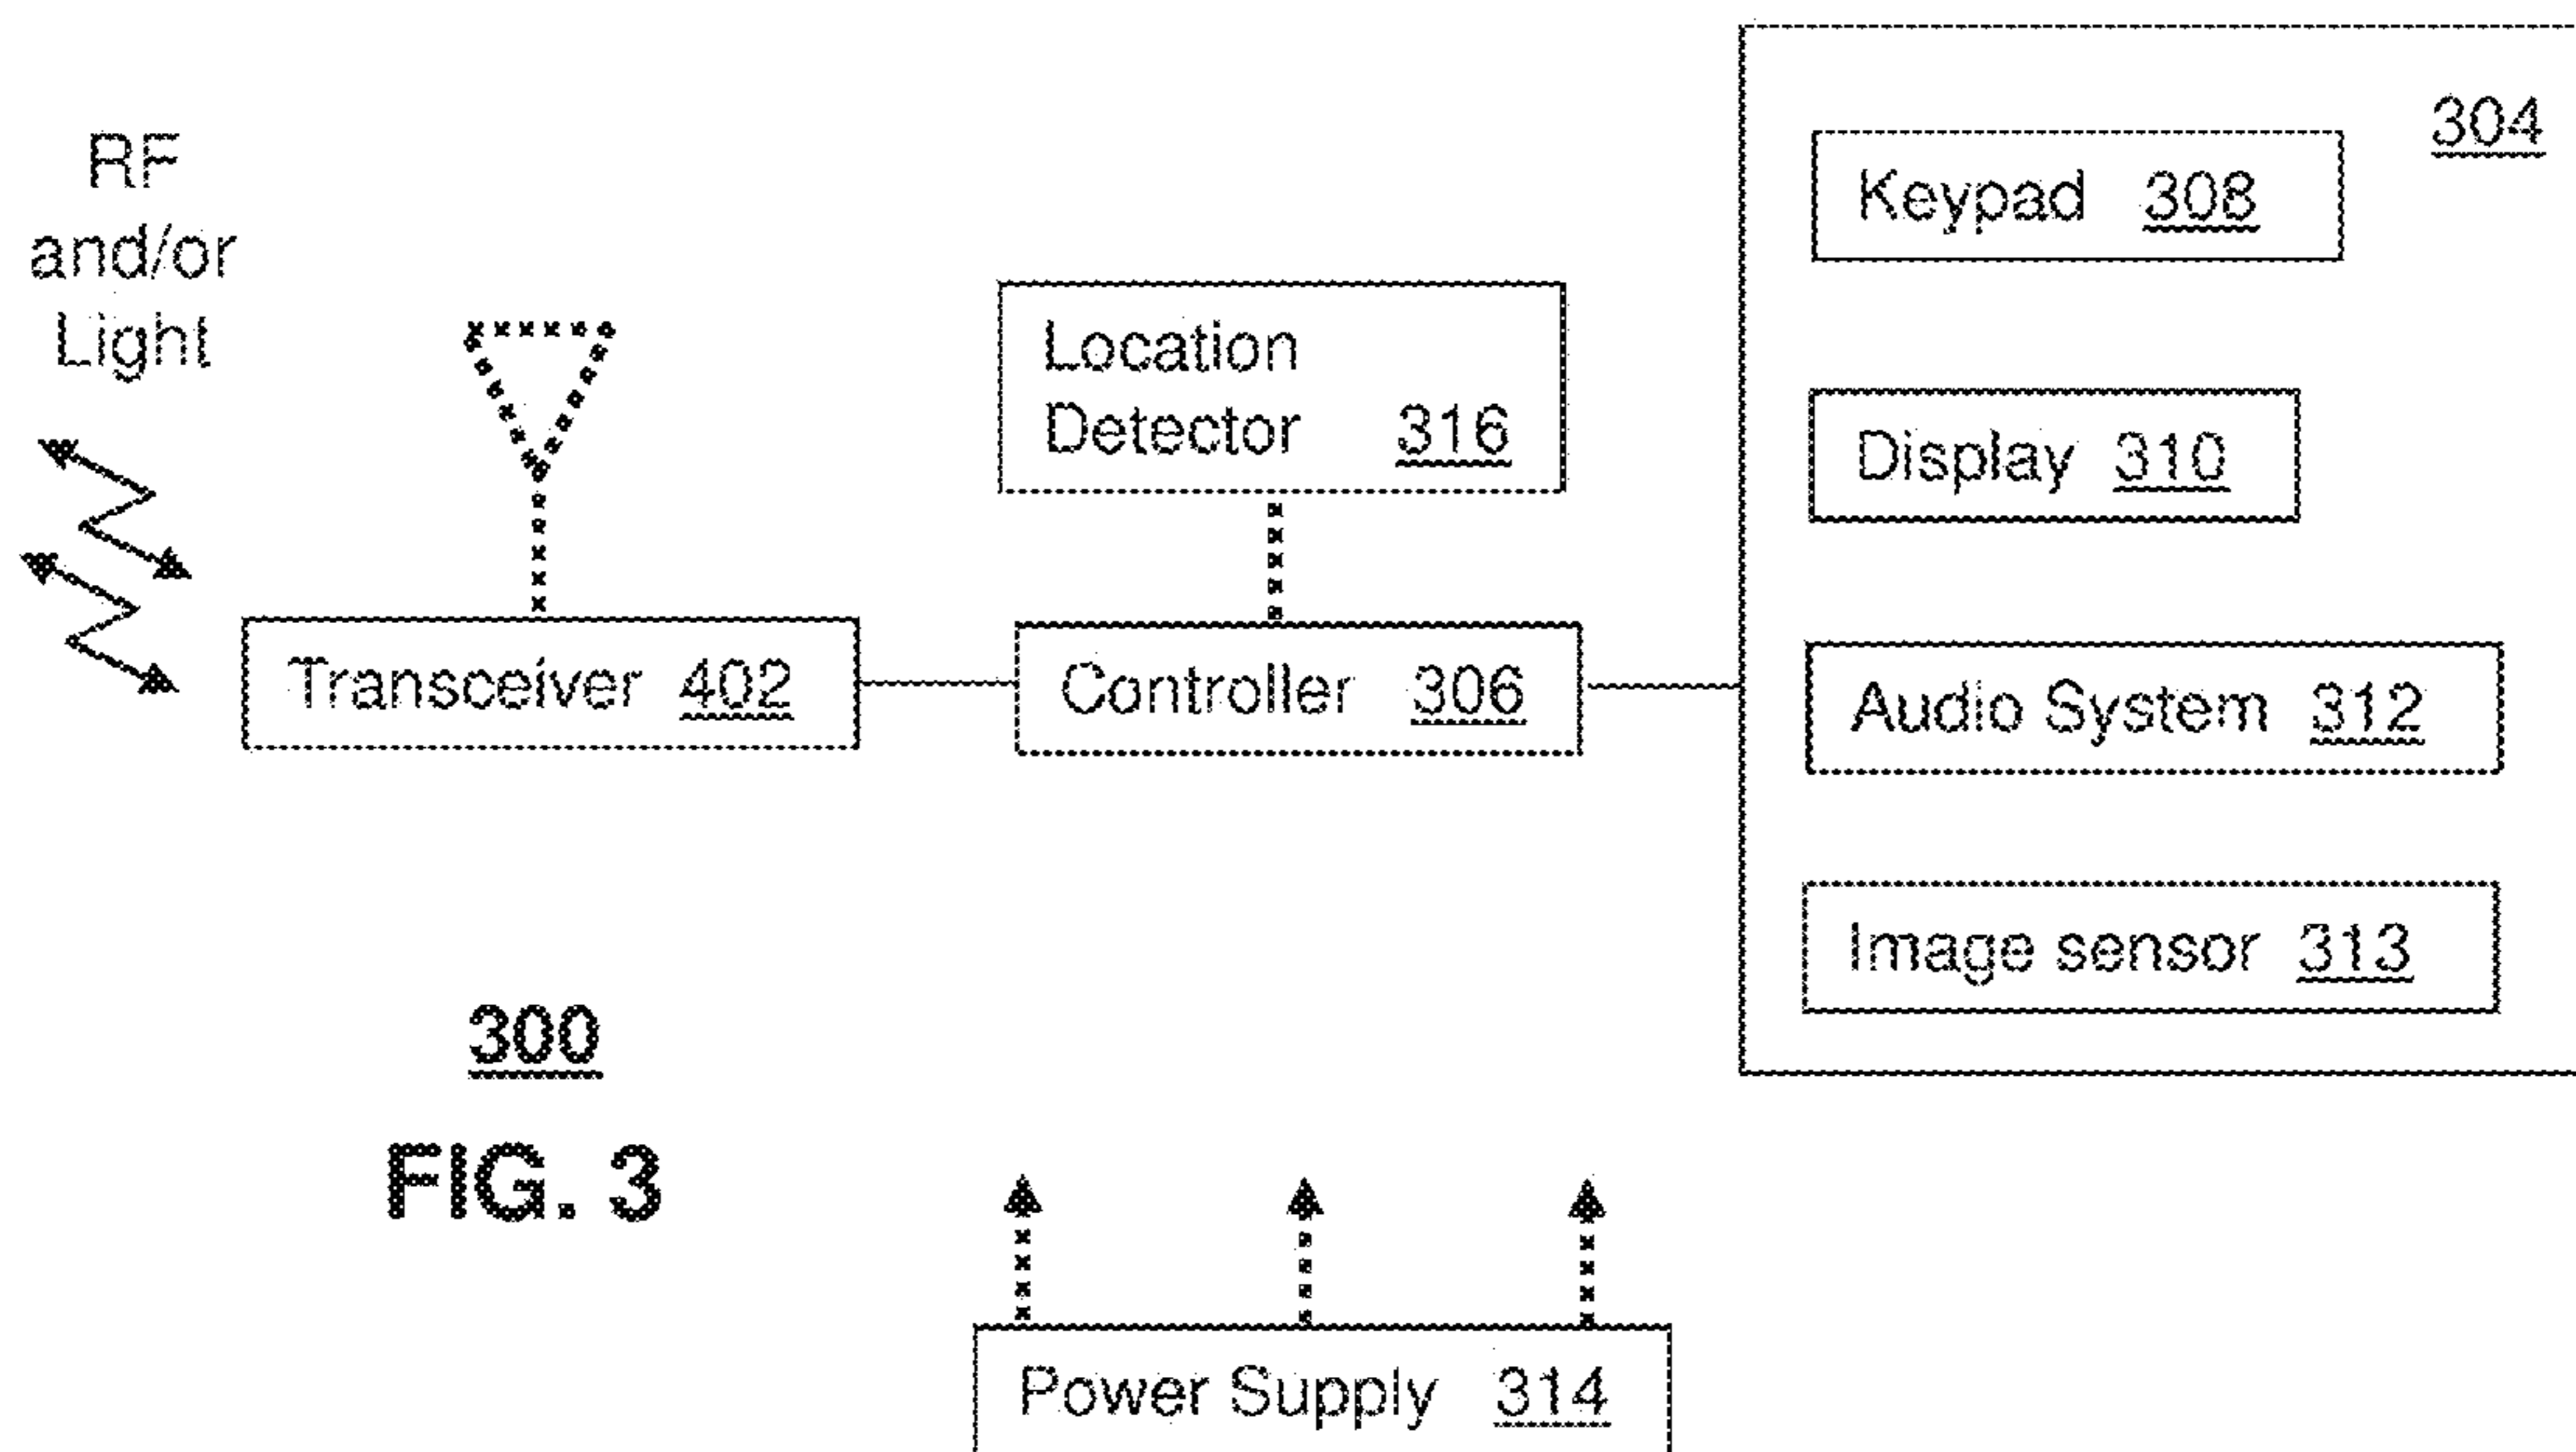 RF
and/or
Light
Location
Detector 316
Transceiver 402
Controller 306
304
Keypad 308
Display 310
Audio System 312
Image sensor 313
300
FIG. 3
Power Supply 314